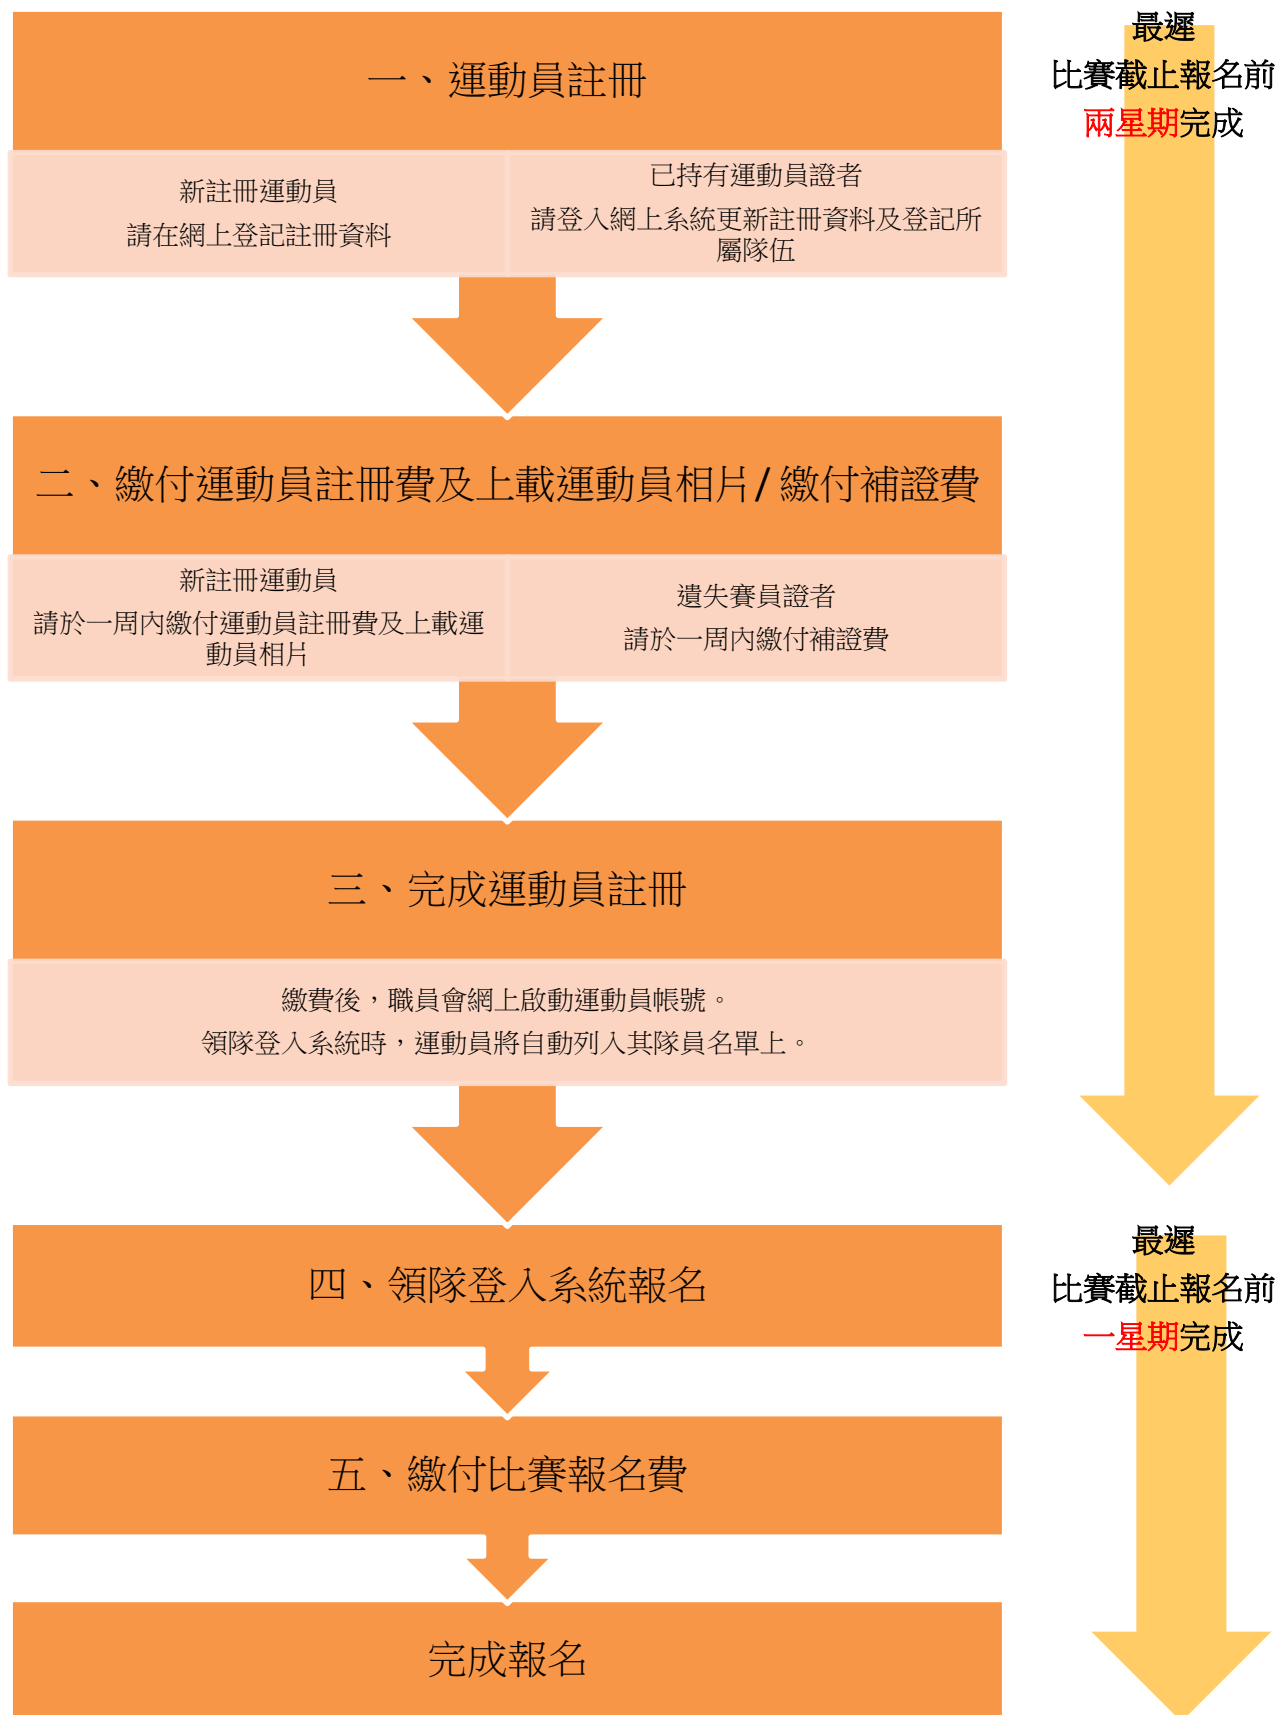 一、運動員註冊
新註冊運動員
請在網上登記註冊資料
已持有運動員證者
請登入網上系統更新註冊資料及登記所
屬隊伍
最遲
比賽截止報名前
兩星期完成
二、繳付運動員註冊費及上載運動員相片/ 繳付補證費
新註冊運動員
請於一周內繳付運動員註冊費及上載運
動員相片
遺失賽員證者
請於一周內繳付補證費
三、完成運動員註冊
繳費後，職員會網上啟動運動員帳號。
領隊登入系統時，運動員將自動列入其隊員名單上。
四、領隊登入系統報名
最遲
比賽截止報名前
一星期完成
五、繳付比賽報名費
完成報名